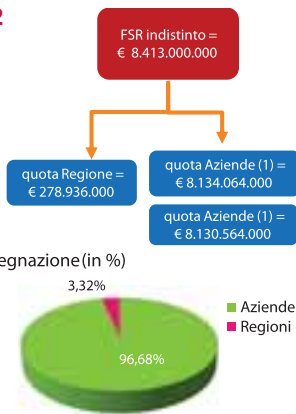 2
FSR indistinto =
€ 8.413.000.000
quota Regione =
€ 278.936.000
quota Aziende (1) =
€ 8.134.064.000
quota Aziende (1) =
€ 8.130.564.000
egnazione (in %)
3,32%
96,68%
Aziende
Regioni